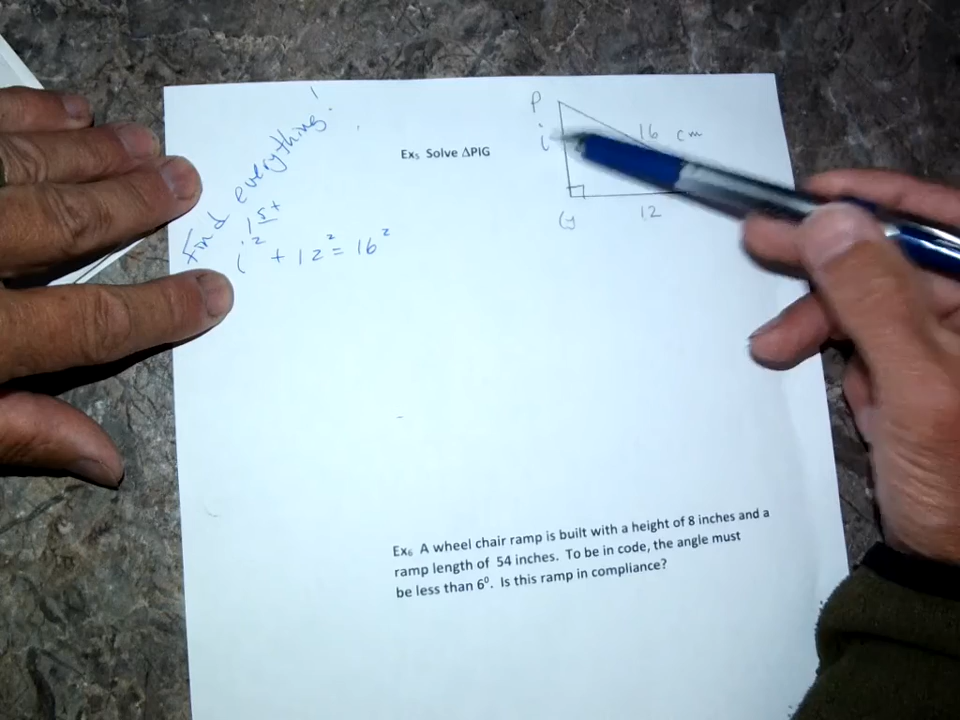 Find everything!
Ex5 Solve ΔPIG
P
i
16 cm
G
12
1st
i² + 12² = 16²
Ex6 A wheel chair ramp is built with a height of 8 inches and a
ramp length of 54 inches. To be in code, the angle must
be less than 6⁰. Is this ramp in compliance?